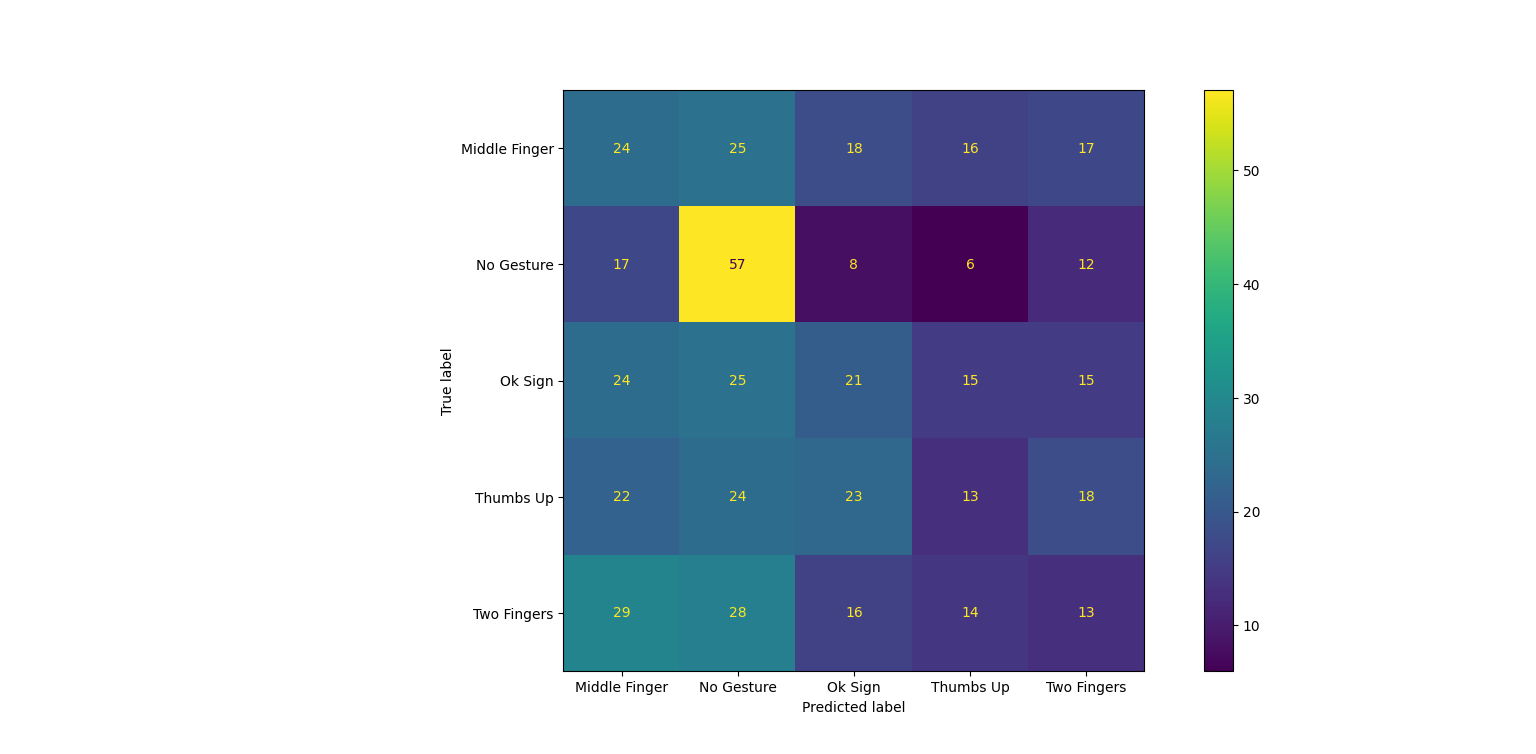 Middle Finger 24 25 18 16 17
No Gesture 17 57 8 6 12
Ok Sign 24 25 21 15 15
Thumbs Up 22 24 23 13 18
Two Fingers 29 28 16 14 13
Middle Finger No Gesture Ok Sign Thumbs Up Two Fingers
Predicted label
True label
50
40
30
20
10